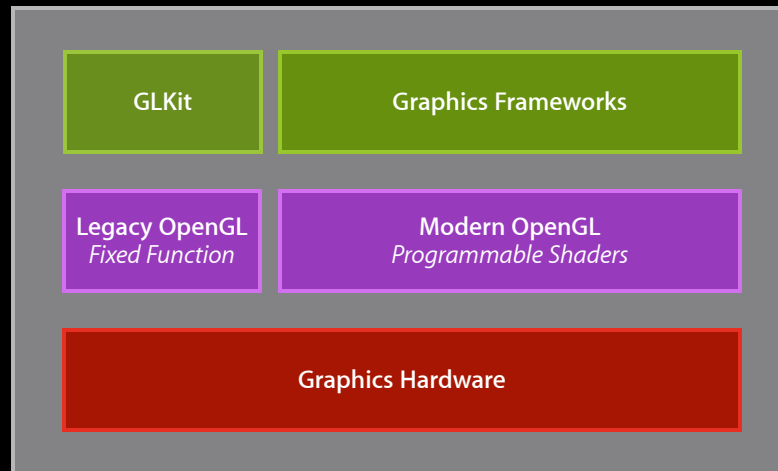 GLKit
Graphics Frameworks
Legacy OpenGL
Fixed Function
Modern OpenGL
Programmable Shaders
Graphics Hardware